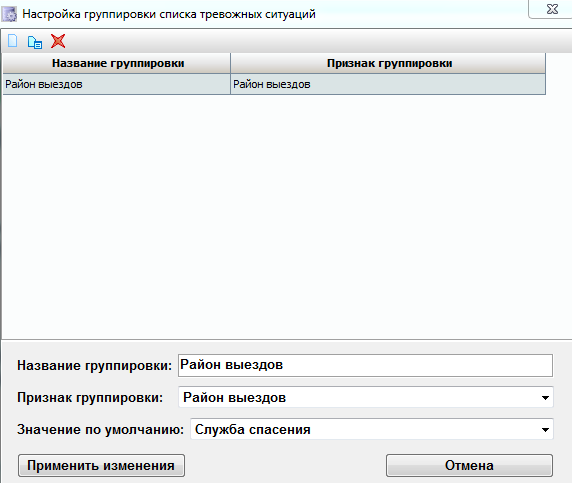 Настройка группировки списка тревожных ситуаций
Название группировки Признак группировки
Район выездов Район выездов
Название группировки: Район выездов
Признак группировки: Район выездов
Значение по умолчанию: Служба спасения
Применить изменения Отмена